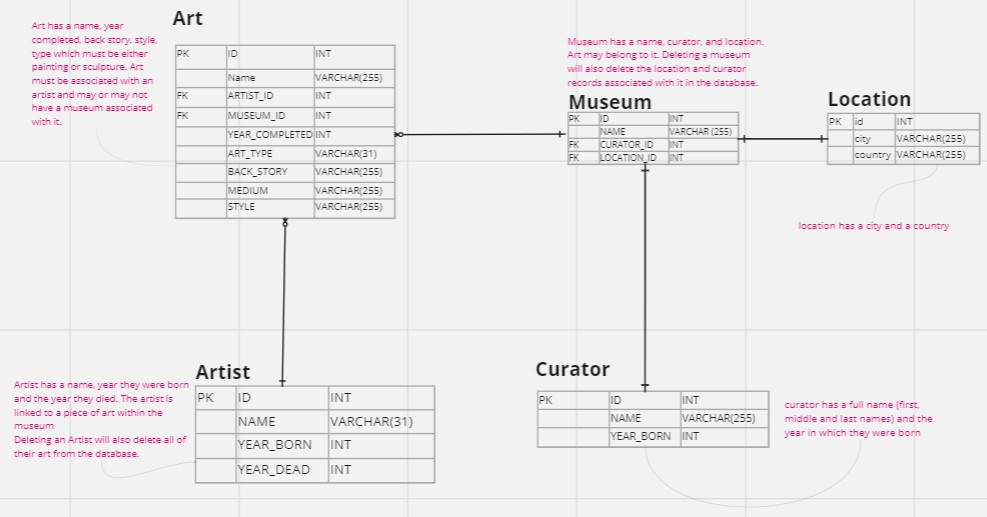 Art
Art has a name, year
completed, back story, style,
type which must be either
painting or sculpture. Art
must be associated with an
artist and may or may not
have a museum associated
with it.
PK ID INT
Name VARCHAR(255)
FK ARTIST_ID INT
FK MUSEUM_ID INT
YEAR_COMPLETED INT
ART_TYPE VARCHAR(31)
BACK_STORY VARCHAR(255)
MEDIUM VARCHAR(255)
STYLE VARCHAR(255)
Museum has a name, curator, and location.
Art may belong to it. Deleting a museum
will also delete the location and curator
records associated with it in the database.
Museum
PK ID INT
NAME VARCHAR (255)
FK CURATOR_ID INT
FK LOCATION_ID INT
Location
PK id INT
city VARCHAR(255)
country VARCHAR(255)
location has a city and a country
Artist has a name, year they were born
and the year they died. The artist is
linked to a piece of art within the
museum
Deleting an Artist will also delete all of
their art from the database.
Artist
PK ID INT
NAME VARCHAR(31)
YEAR_BORN INT
YEAR_DEAD INT
Curator
PK ID INT
NAME VARCHAR(255)
YEAR_BORN INT
curator has a full name (first,
middle and last names) and the
year in which they were born